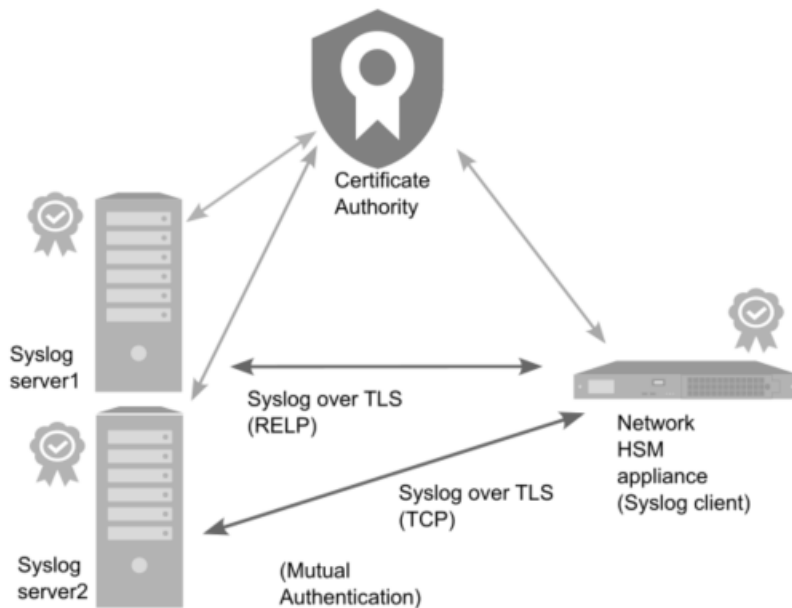 Certificate
Authority
Syslog
server1
Syslog over TLS
(RELP)
Network
HSM
appliance
(Syslog client)
Syslog over TLS
(TCP)
Syslog
server2
(Mutual
Authentication)